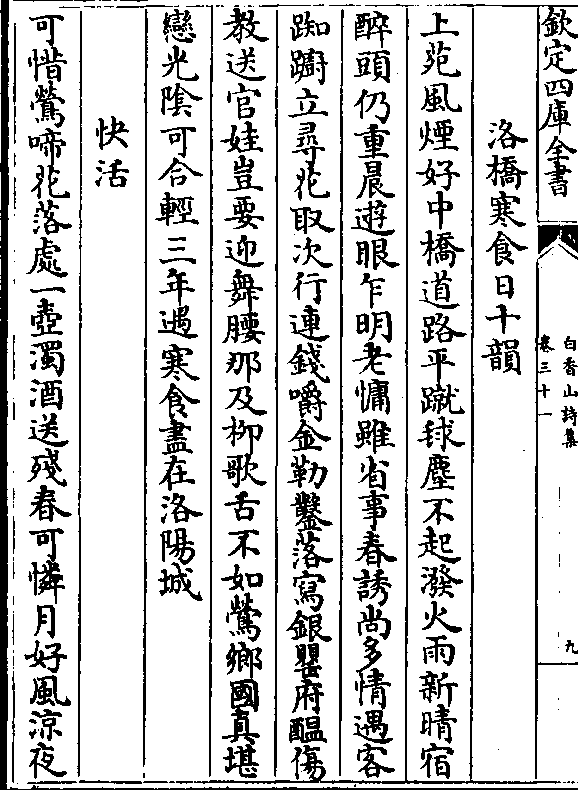 欽定四庫全書
白香山詩集
卷三十一
九
洛橋寒食日十韻
上苑風煙好中橋道路平蹴毬塵不起潑火雨新晴宿
醉頭仍重晨遊眼乍明老慵雖省事春誘尚多情遇客
踟躕立尋花取次行連錢嚼金勒鑿落寫銀罌府醖傷
教送官娃豈要迎舞腰那及柳歌舌不如鶯鄉國真堪
戀光陰可合輕三年遇寒食盡在洛陽城
快活
可惜鶯啼花落處一壺濁酒送殘春可憐月好風涼夜